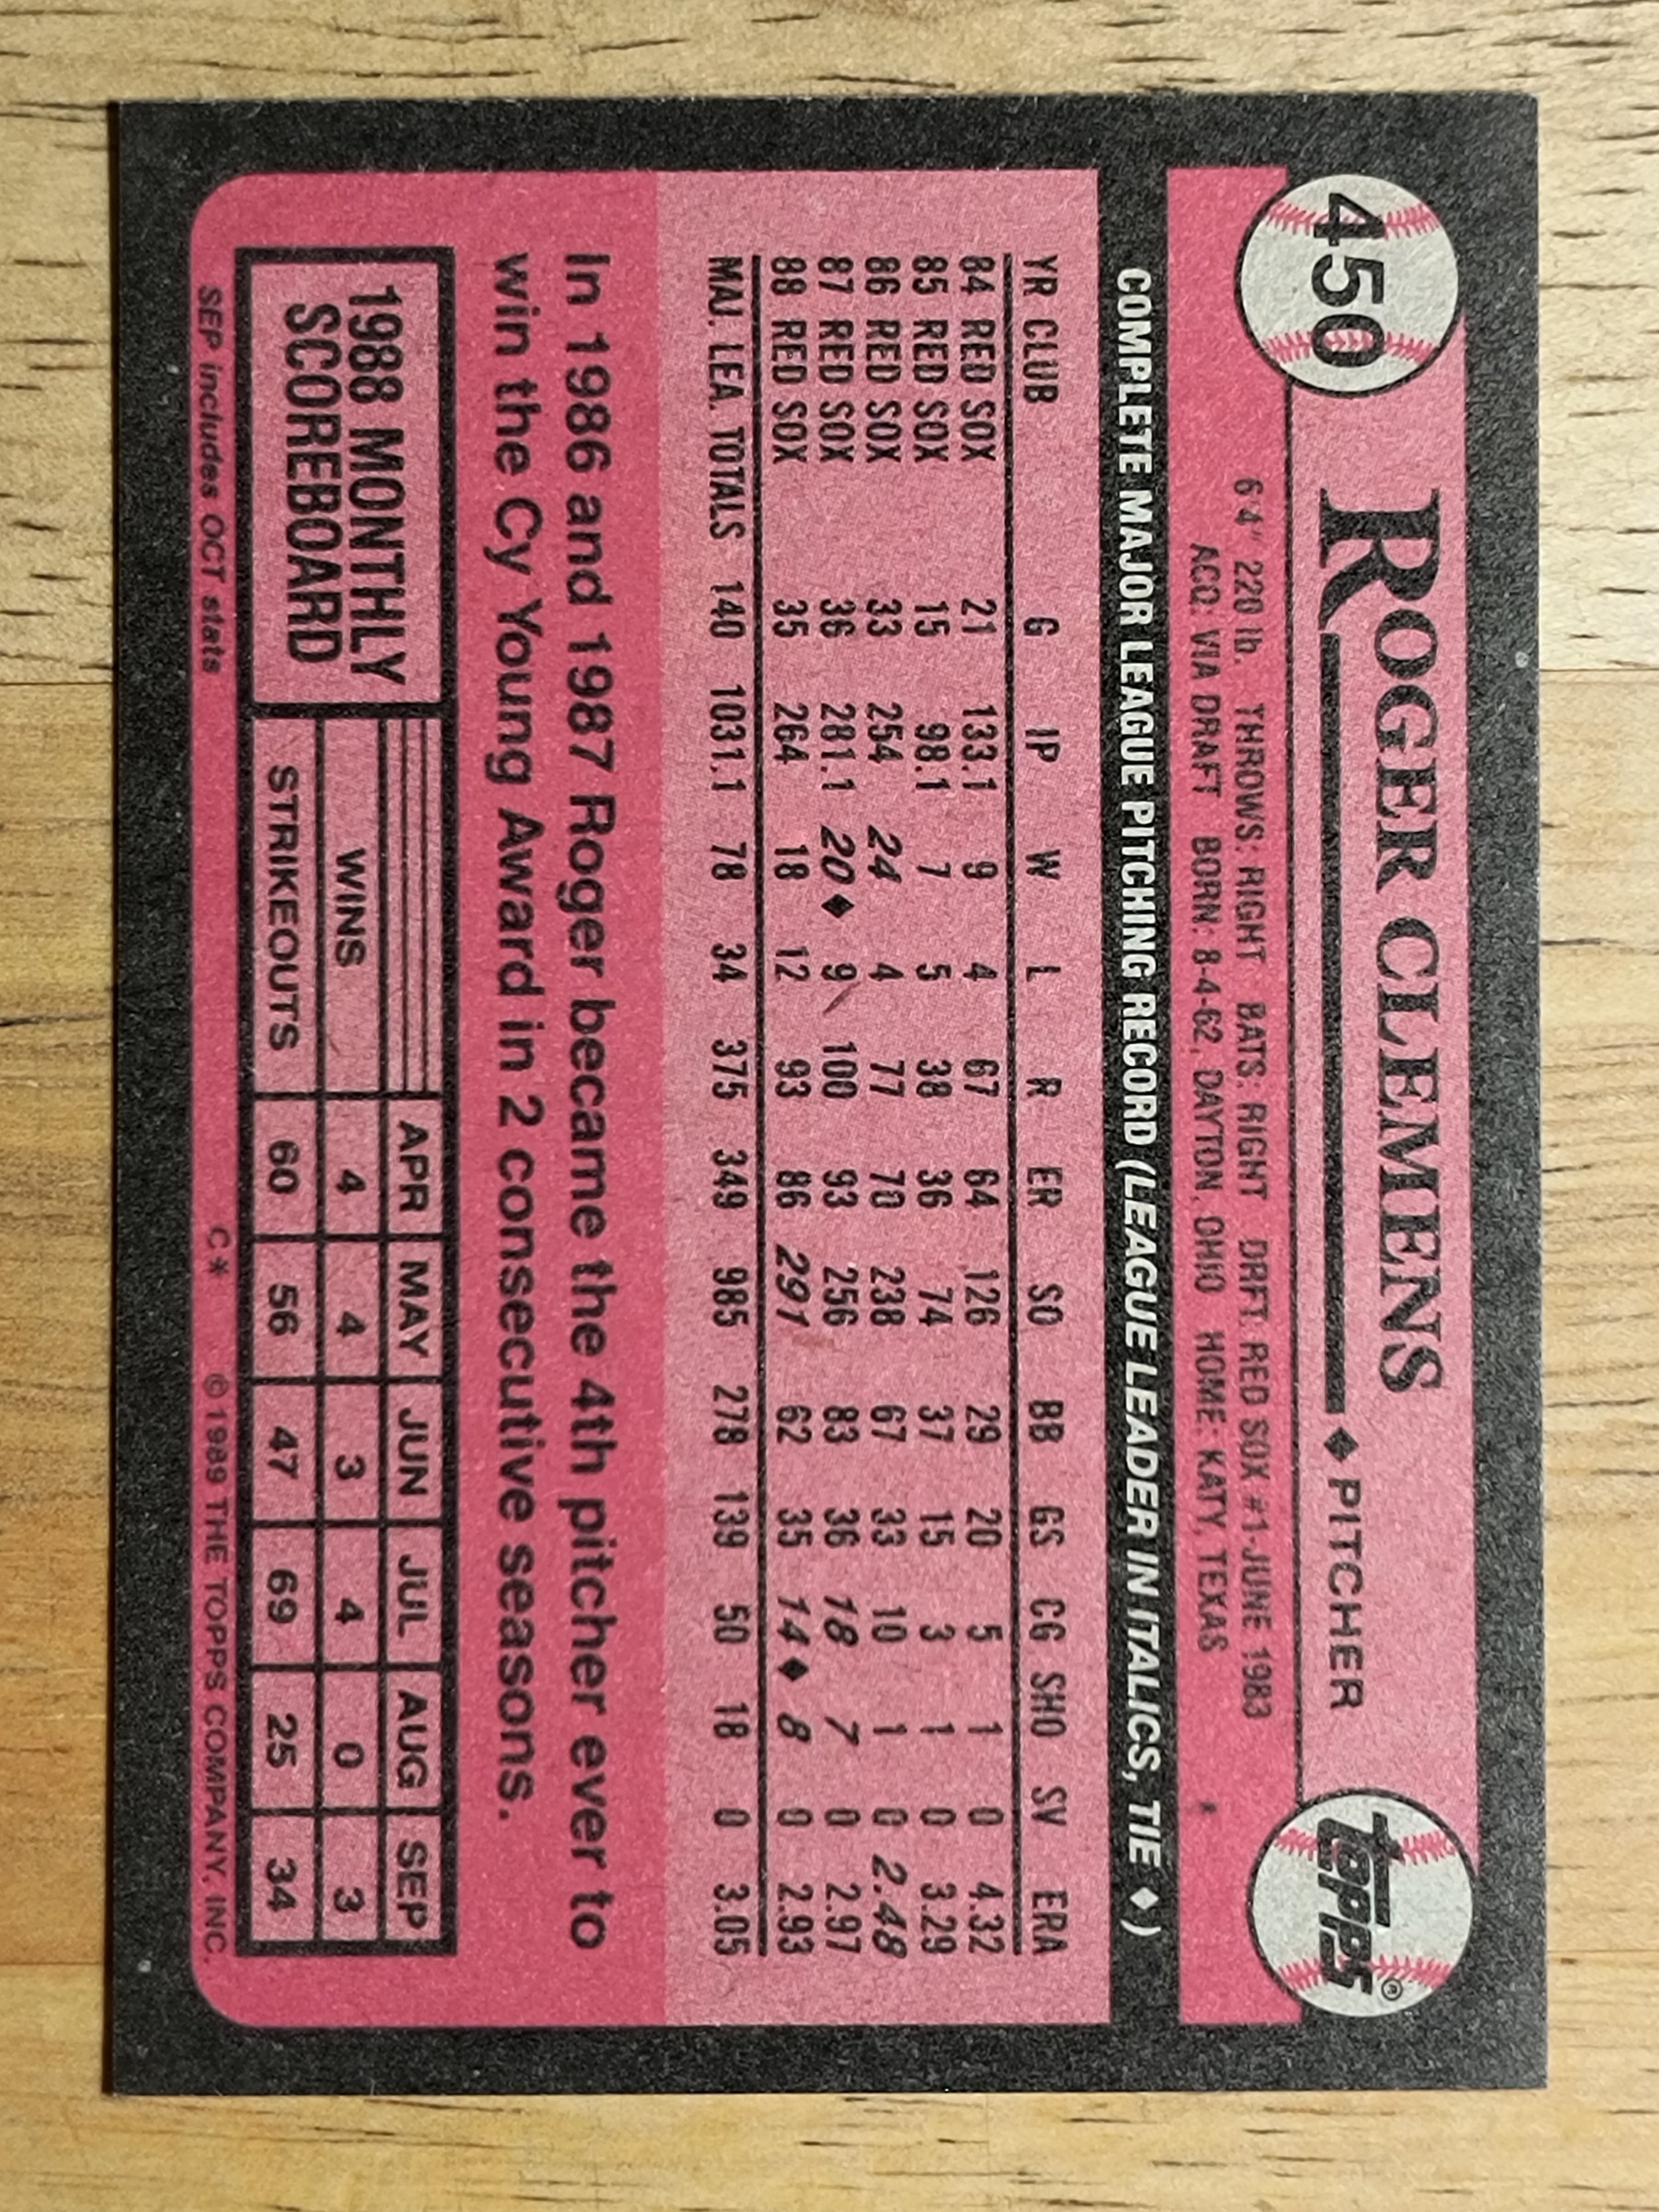 450
ROGER CLEMENS
◆ PITCHER
Topps®
6'4" 220 lb. THROWS: RIGHT BATS: RIGHT DRFT: RED SOX #1-JUNE 1983
ACQ: VIA DRAFT BORN: 8-4-62, DAYTON, OHIO HOME: KATY, TEXAS *
COMPLETE MAJOR LEAGUE PITCHING RECORD (LEAGUE LEADER IN ITALICS, TIE ◆)
YR CLUB G IP W L R ER SO BB GS CG SHO SV ERA
84 RED SOX 21 133.1 9 4 67 64 126 29 20 5 1 0 4.32
85 RED SOX 15 98.1 7 5 38 36 74 37 15 3 1 0 3.29
86 RED SOX 33 254 24 4 77 70 238 67 33 10 1 0 2.48
87 RED SOX 36 281.1 20◆ 9 100 93 256 83 36 18 7 0 2.97
88 RED SOX 35 264 18 12 93 86 291 62 35 14◆ 8 0 2.93
MAJ. LEA. TOTALS 140 1031.1 78 34 375 349 985 278 139 50 18 0 3.05
In 1986 and 1987 Roger became the 4th pitcher ever to
win the Cy Young Award in 2 consecutive seasons.
1988 MONTHLY
SCOREBOARD
APR MAY JUN JUL AUG SEP
WINS 4 4 3 4 0 3
STRIKEOUTS 60 56 47 69 25 34
SEP includes OCT stats C* ©1989 THE TOPPS COMPANY, INC.